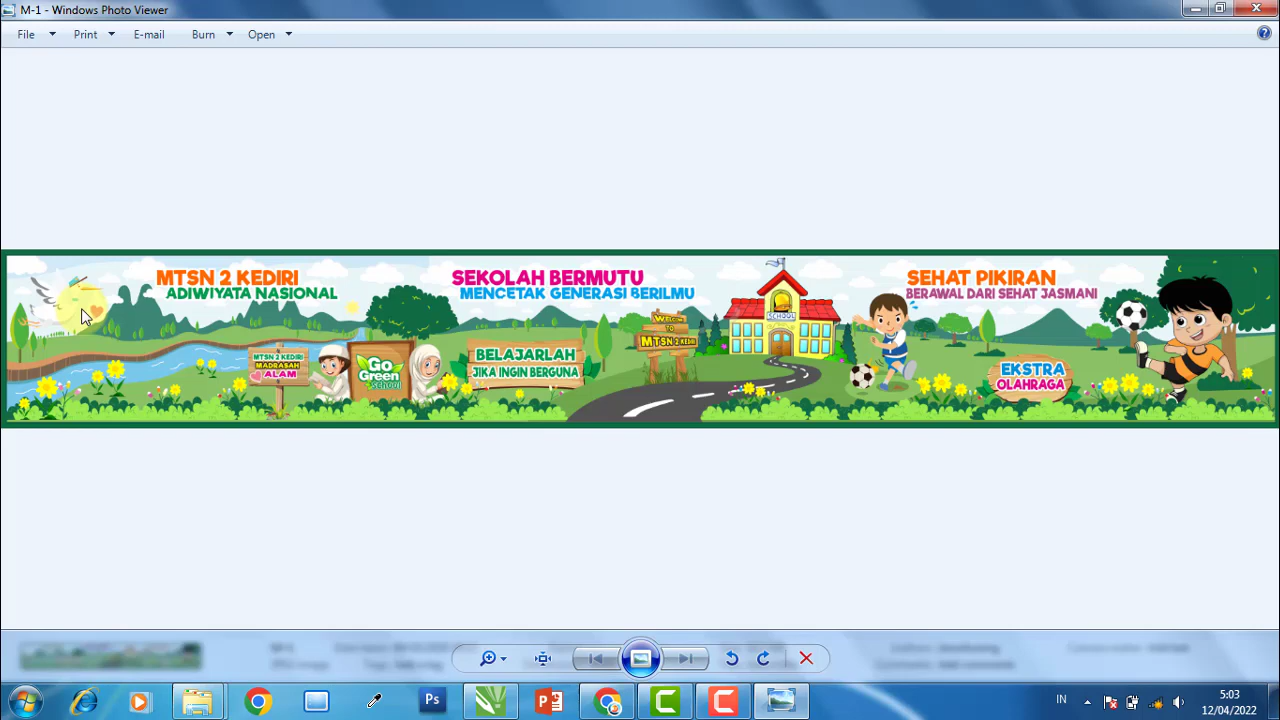 M-1 - Windows Photo Viewer
File
Print
E-mail
Burn
Open
MTSN 2 KEDIRI
ADIWIYATA NASIONAL
SEKOLAH BERMUTU
MENCETAK GENERASI BERILMU
SEHAT PIKIRAN
BERAWAL DARI SEHAT JASMANI
MTSN 2 KEDIRI
MADRASAH
ALAM
Go
Green
SCHOOL
BELAJARLAH
JIKA INGIN BERGUNA
WELCOME
TO
MTSN 2 KEDIRI
SCHOOL
EKSTRA
OLAHRAGA
M-1
Ps
IN
5:03
12/04/2022